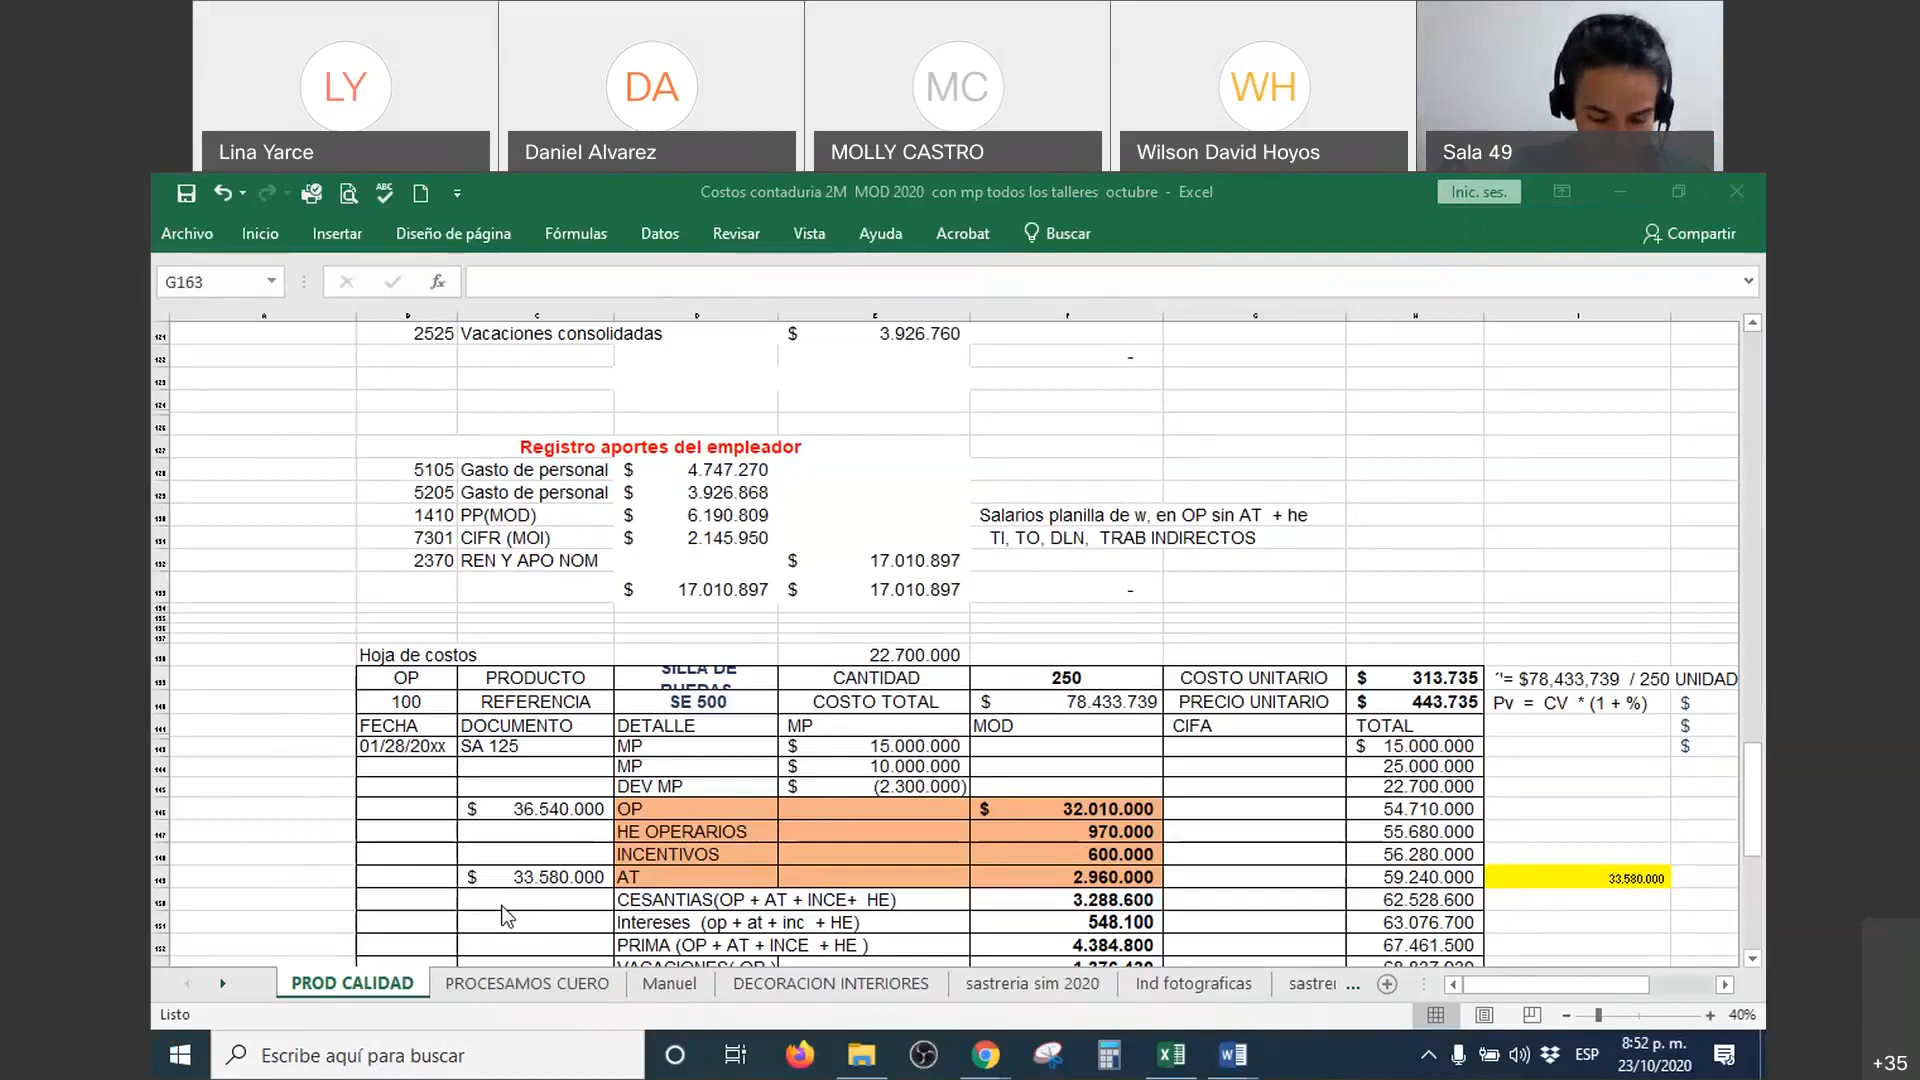 LY DA MC WH
Lina Yarce Daniel Alvarez MOLLY CASTRO Wilson David Hoyos Sala 49
ABC Costos contaduria 2M MOD 2020 con mp todos los talleres octubre - Excel Inic. ses.
Archivo Inicio Insertar Diseño de página Fórmulas Datos Revisar Vista Ayuda Acrobat Buscar Compartir
G163 fx
2525 Vacaciones consolidadas $ 3.926.760
-
Registro aportes del empleador
5105 Gasto de personal $ 4.747.270
5205 Gasto de personal $ 3.926.868
1410 PP(MOD) $ 6.190.809 Salarios planilla de w, en OP sin AT + he
7301 CIFR (MOI) $ 2.145.950 TI, TO, DLN, TRAB INDIRECTOS
2370 REN Y APO NOM $ 17.010.897
$ 17.010.897 $ 17.010.897 -
Hoja de costos 22.700.000
OP PRODUCTO SILLA DE RUEDAS CANTIDAD 250 COSTO UNITARIO $ 313.735 = $78,433,739 / 250 UNIDAD
100 REFERENCIA SE 500 COSTO TOTAL $ 78.433.739 PRECIO UNITARIO $ 443.735 Pv = CV *(1 + %) $
FECHA DOCUMENTO DETALLE MP MOD CIFA TOTAL $
01/28/20xx SA 125 MP $ 15.000.000 $ 15.000.000 $
MP $ 10.000.000 25.000.000
DEV MP $ (2.300.000) 22.700.000
$ 36.540.000 OP $ 32.010.000 54.710.000
HE OPERARIOS 970.000 55.680.000
INCENTIVOS 600.000 56.280.000
$ 33.580.000 AT 2.960.000 59.240.000 33.580.000
CESANTIAS(OP + AT + INCE+ HE) 3.288.600 62.528.600
Intereses (op + at + inc + HE) 548.100 63.076.700
PRIMA (OP + AT + INCE + HE ) 4.384.800 67.461.500
PROD CALIDAD PROCESAMOS CUERO Manuel DECORACION INTERIORES sastreria sim 2020 Ind fotograficas sastrei ...
Listo 40%
Escribe aquí para buscar ESP 8:52 p. m.
23/10/2020
+35